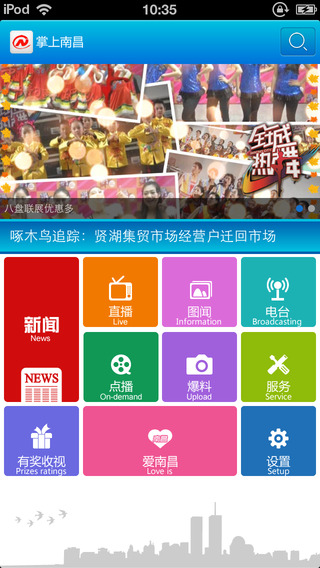 iPod
10:35
掌上南昌
全城
热舞
八盘联展优惠多
啄木鸟追踪：贤湖集贸市场经营户迁回市场
新闻
News
NEWS
直播
Live
图闻
Information
电台
Broadcasting
点播
On-demand
爆料
Upload
服务
Service
有奖收视
Prizes ratings
南昌
爱南昌
Love is
设置
Setup